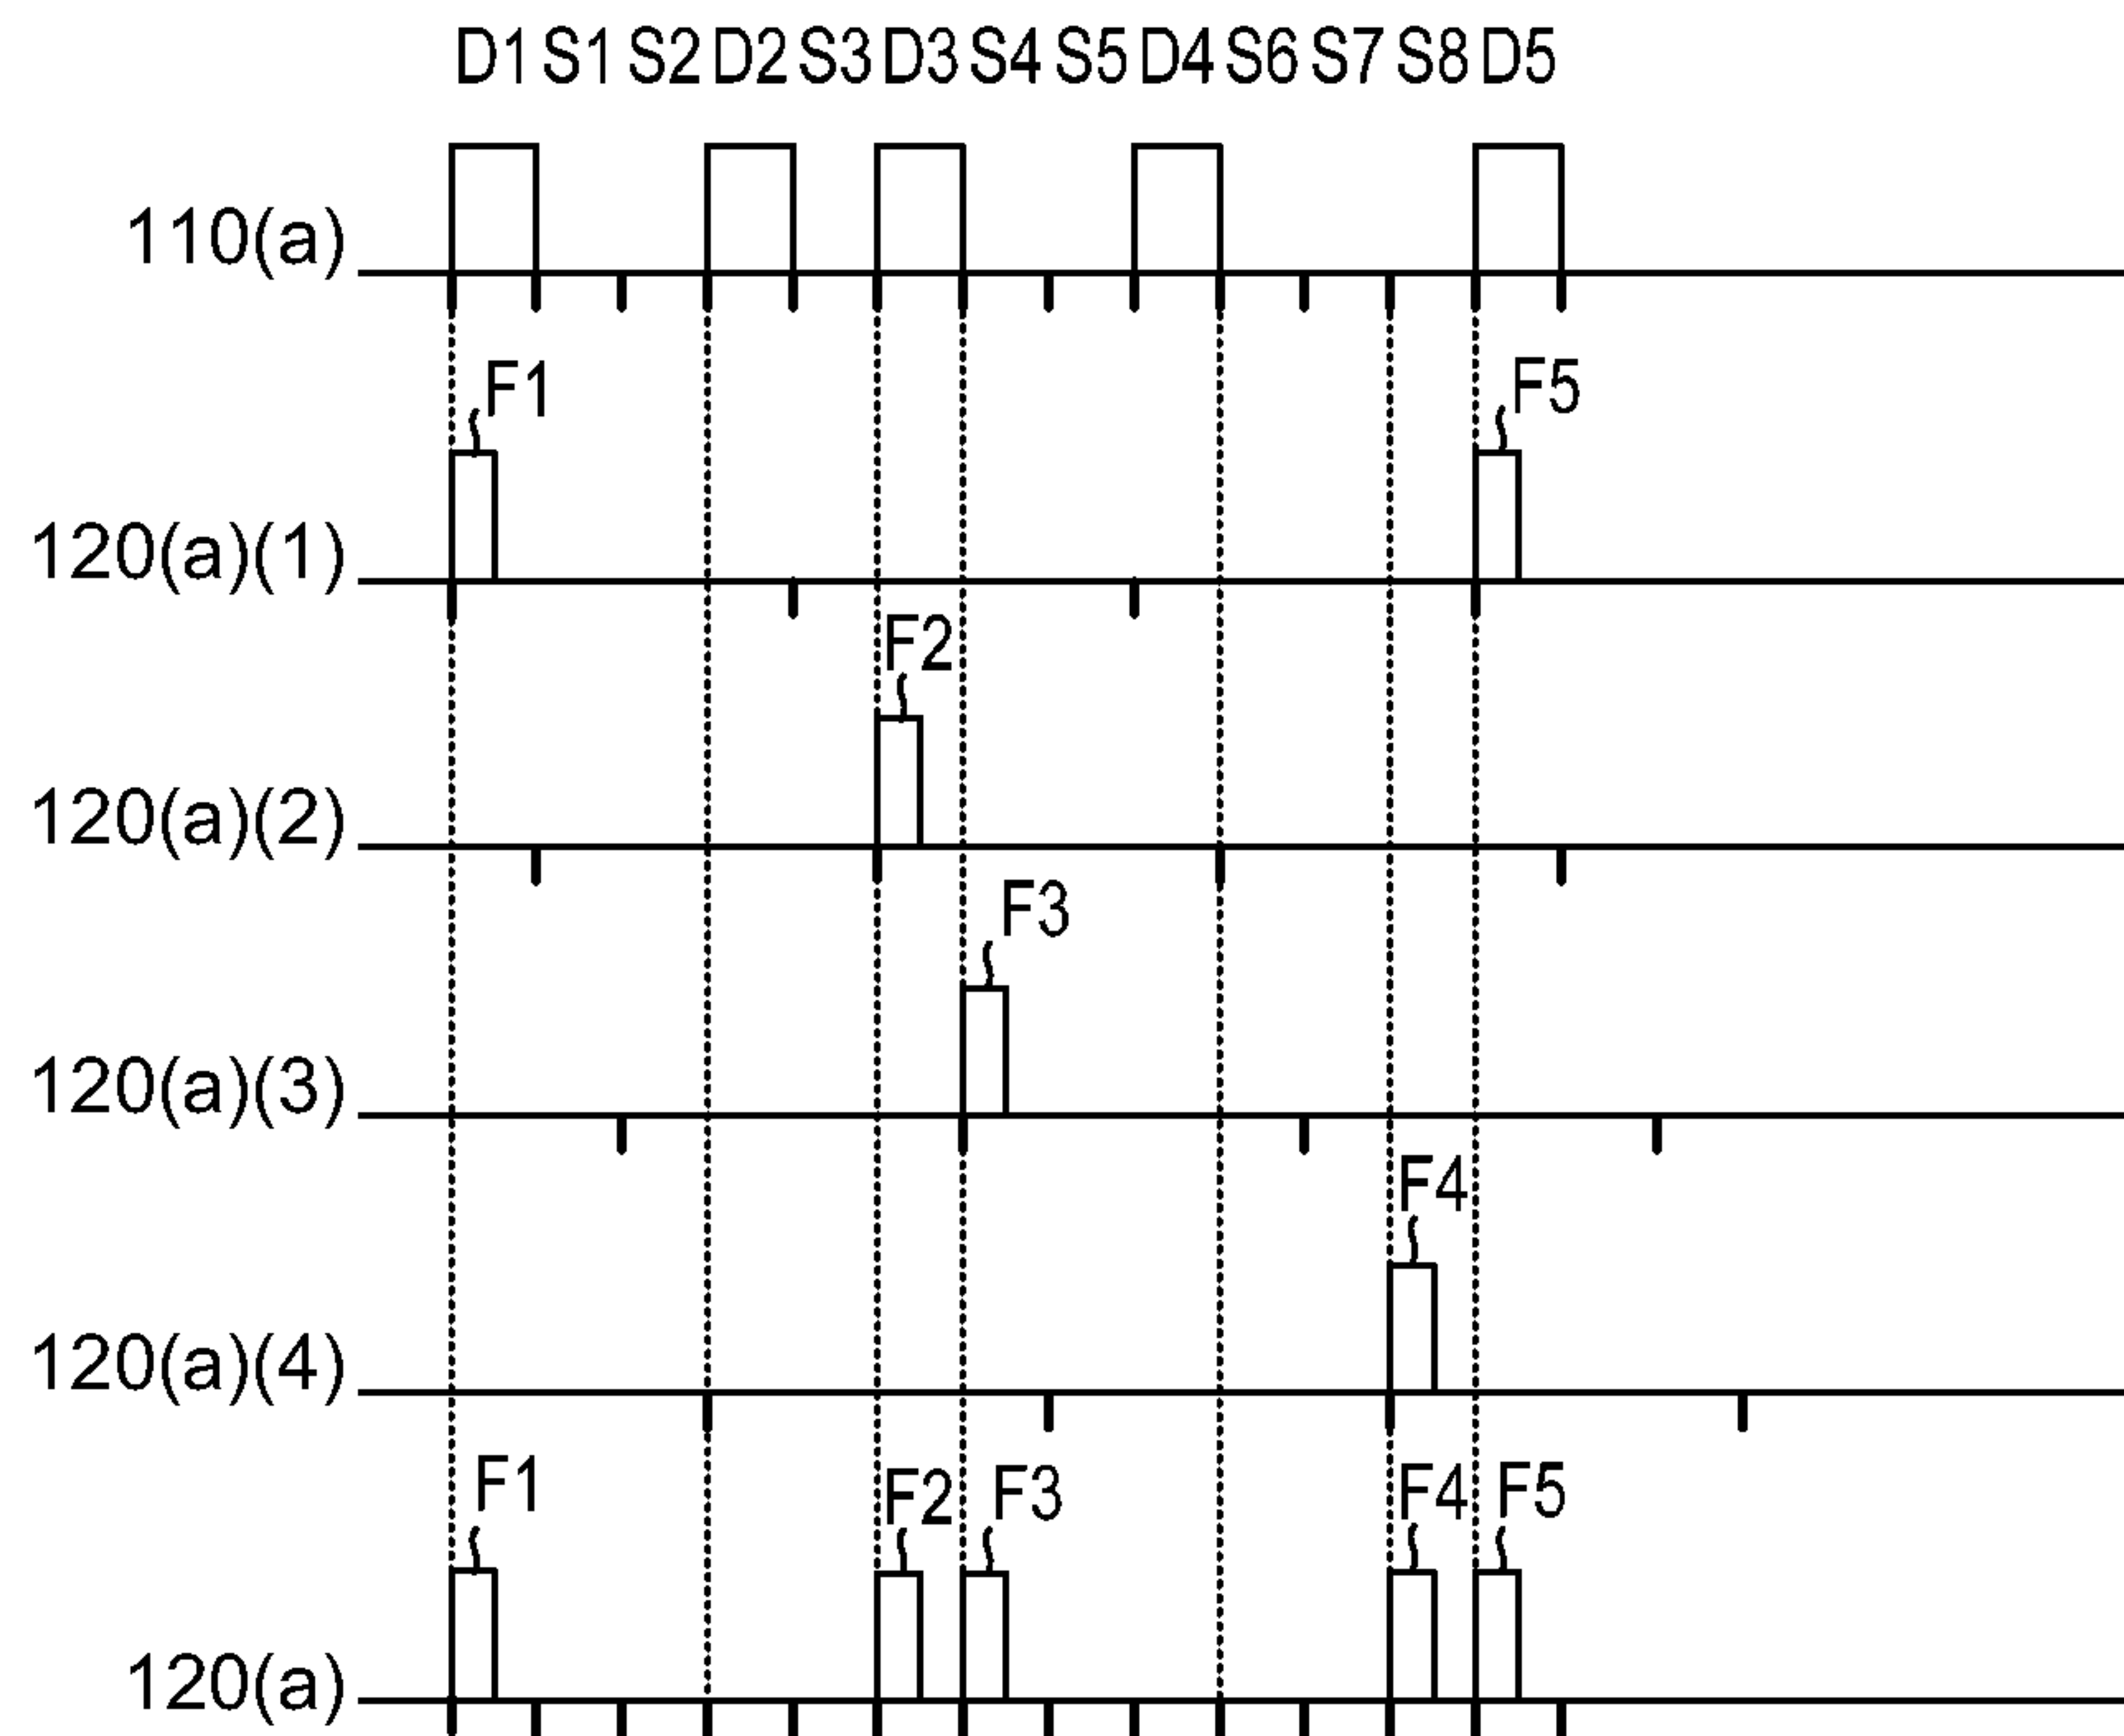 D1 S1 S2 D2 S3 D3 S4 S5 D4 S6 S7 S8 D5
110(a)
F1
F5
120(a)(1)
F2
120(a)(2)
F3
120(a)(3)
F4
120(a)(4)
F1 F2 F3 F4 F5
120(a)